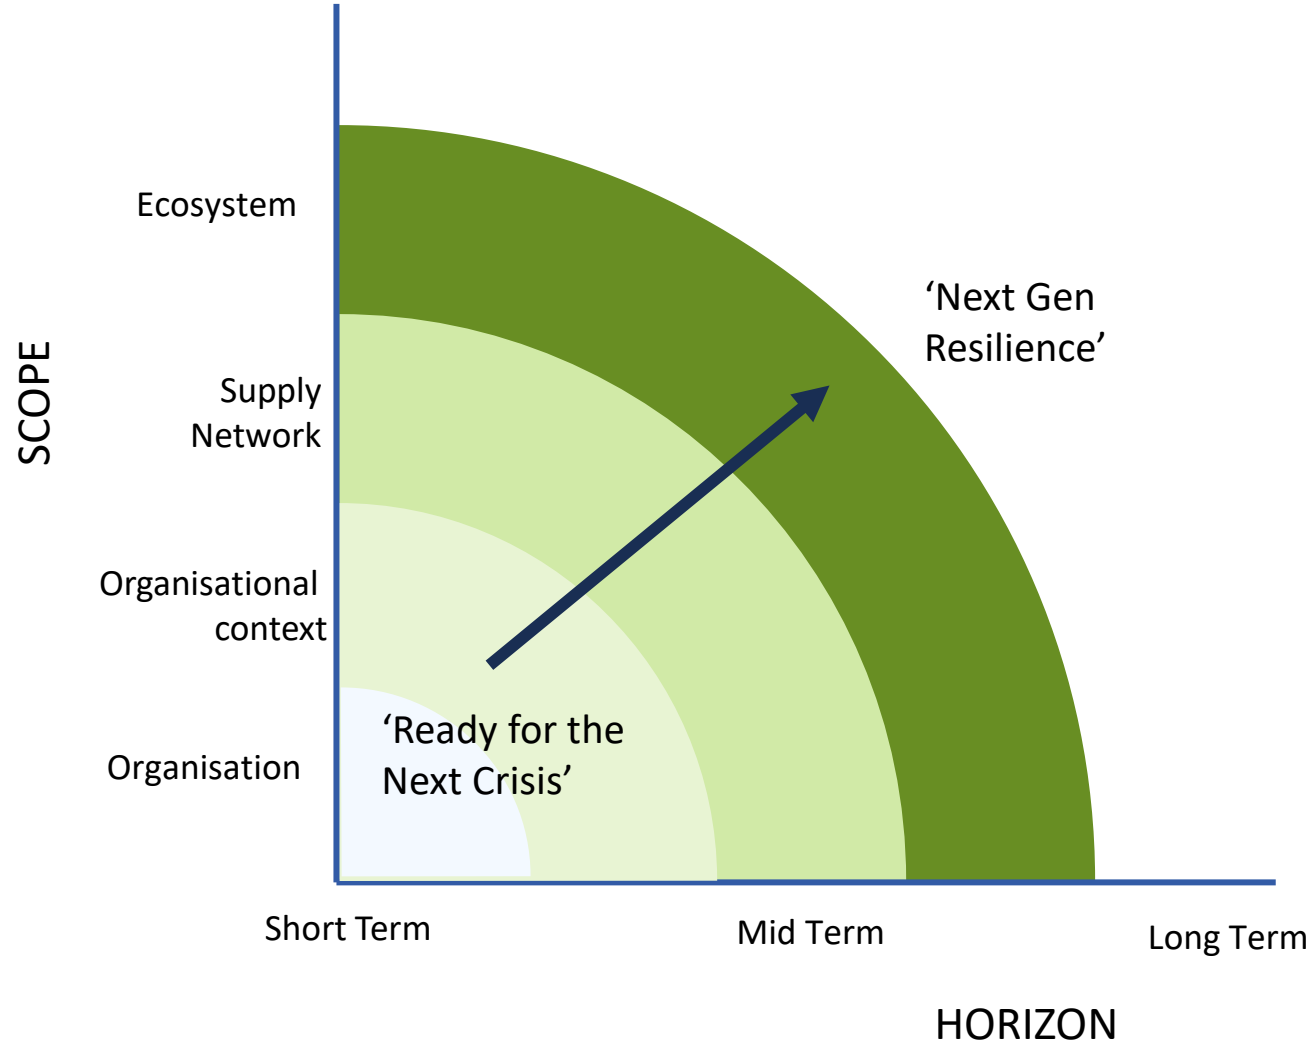 Ecosystem
‘Next Gen
Resilience’
SCOPE
Supply
Network
Organisational
context
‘Ready for the
Next Crisis’
Organisation
Short Term
Mid Term
Long Term
HORIZON